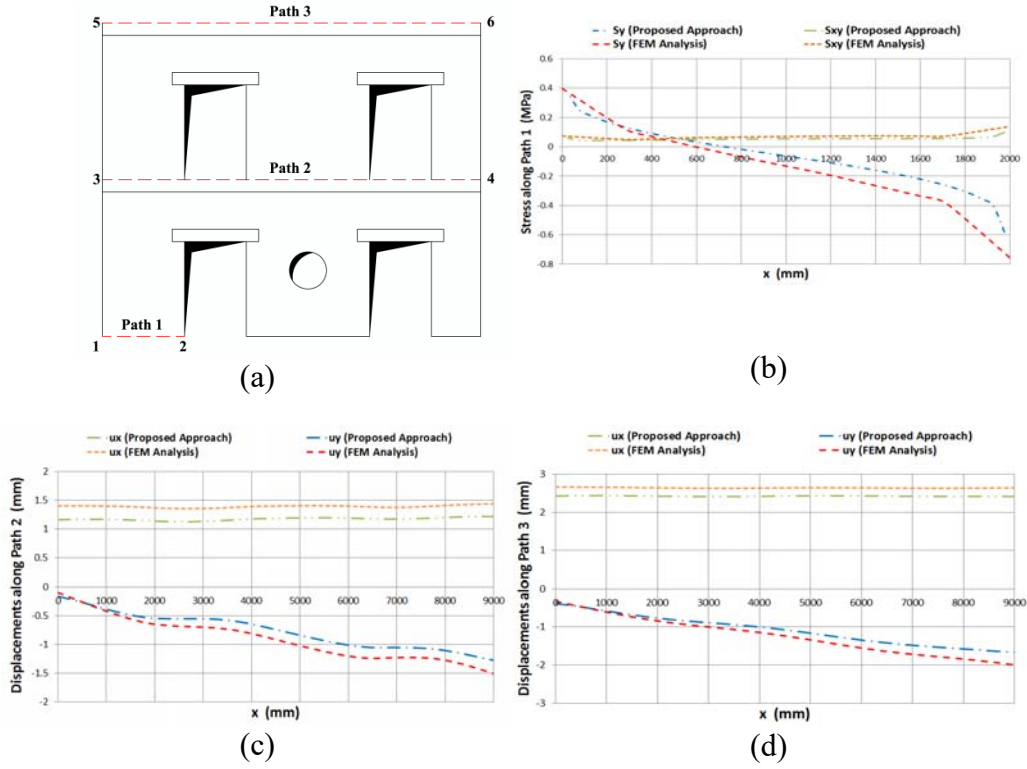 5
Path 3
6
3
Path 2
4
Path 1
1
2
(a)
Sy (Proposed Approach) Sxy (Proposed Approach)
Sy (FEM Analysis) Sxy (FEM Analysis)
Stress along Path 1 (MPa)
0.6
0.4
0.2
0
-0.2
-0.4
-0.6
-0.8
0 200 400 600 800 1000 1200 1400 1600 1800 2000
x (mm)
(b)
ux (Proposed Approach) uy (Proposed Approach)
ux (FEM Analysis) uy (FEM Analysis)
Displacements along Path 2 (mm)
2
1.5
1
0.5
0
-0.5
-1
-1.5
-2
0 1000 2000 3000 4000 5000 6000 7000 8000 9000
x (mm)
(c)
ux (Proposed Approach) uy (Proposed Approach)
ux (FEM Analysis) uy (FEM Analysis)
Displacements along Path 3 (mm)
3
2
1
0
-1
-2
-3
0 1000 2000 3000 4000 5000 6000 7000 8000 9000
x (mm)
(d)